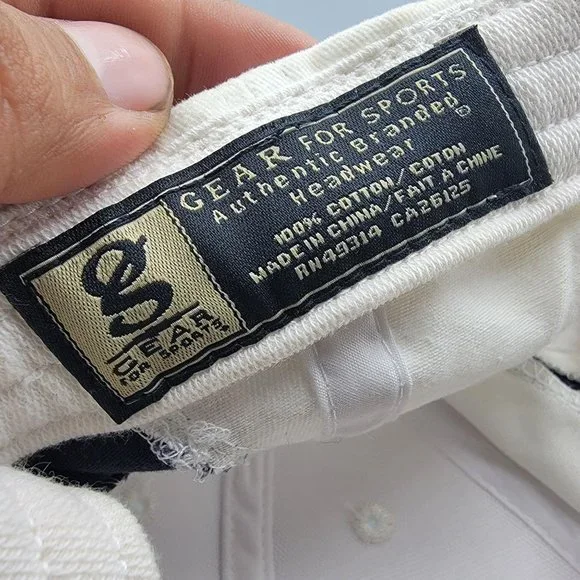 GEAR FOR SPORTS
Authentic Branded®
Headwear
100% COTTON/COTON
MADE IN CHINA/FAIT A CHINE
RN49314 CA26125
GEAR
FOR SPORTS